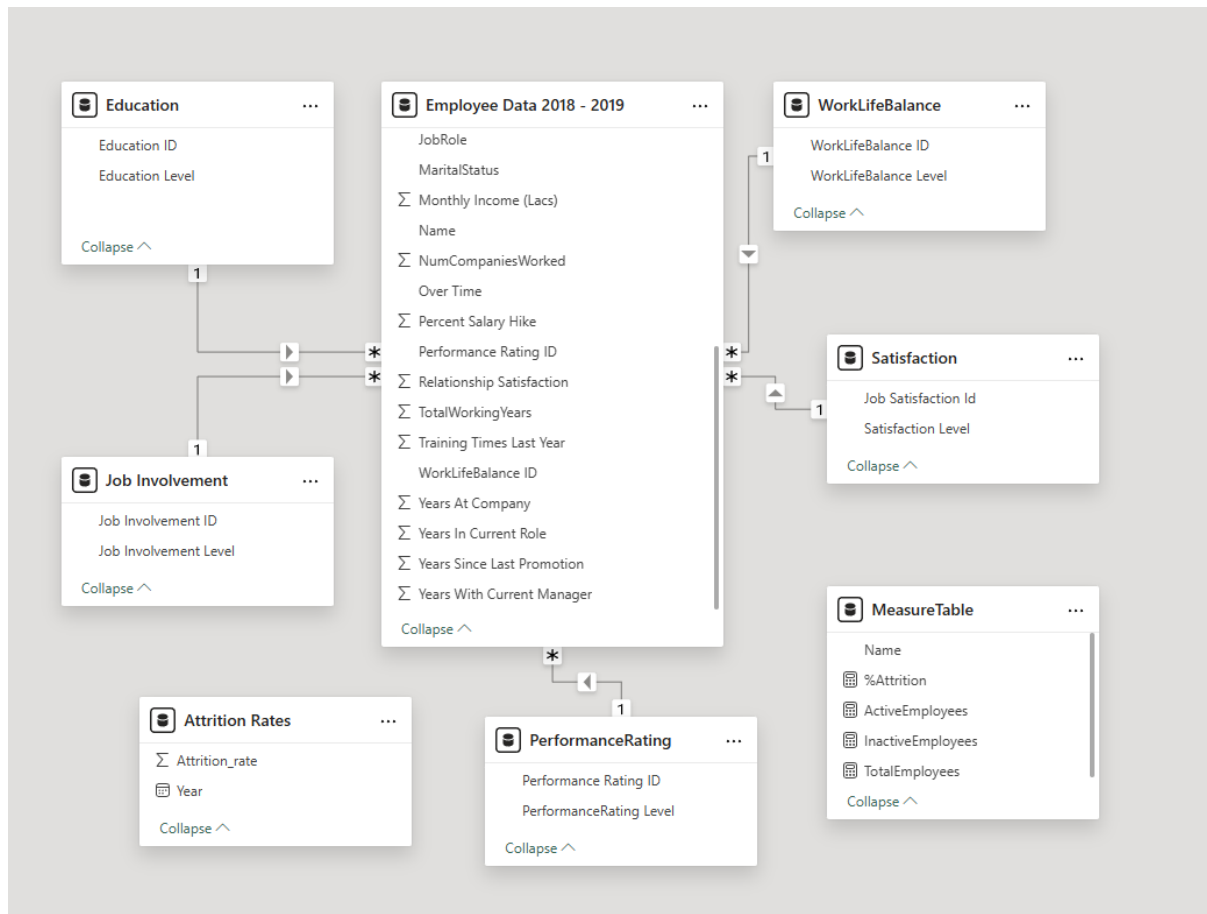 Education
...
Education ID
Education Level
Collapse
1
Employee Data 2018 - 2019
...
JobRole
MaritalStatus
Σ Monthly Income (Lacs)
Name
Σ NumCompaniesWorked
Over Time
Σ Percent Salary Hike
Performance Rating ID
Σ Relationship Satisfaction
Σ TotalWorkingYears
Σ Training Times Last Year
WorkLifeBalance ID
Σ Years At Company
Σ Years In Current Role
Σ Years Since Last Promotion
Σ Years With Current Manager
Collapse
*
*
*
*
*
WorkLifeBalance
...
WorkLifeBalance ID
WorkLifeBalance Level
Collapse
1
Satisfaction
...
Job Satisfaction Id
Satisfaction Level
Collapse
1
1
Job Involvement
...
Job Involvement ID
Job Involvement Level
Collapse
MeasureTable
...
Name
%Attrition
ActiveEmployees
InactiveEmployees
TotalEmployees
Collapse
Attrition Rates
...
Σ Attrition_rate
Year
Collapse
1
PerformanceRating
...
Performance Rating ID
PerformanceRating Level
Collapse